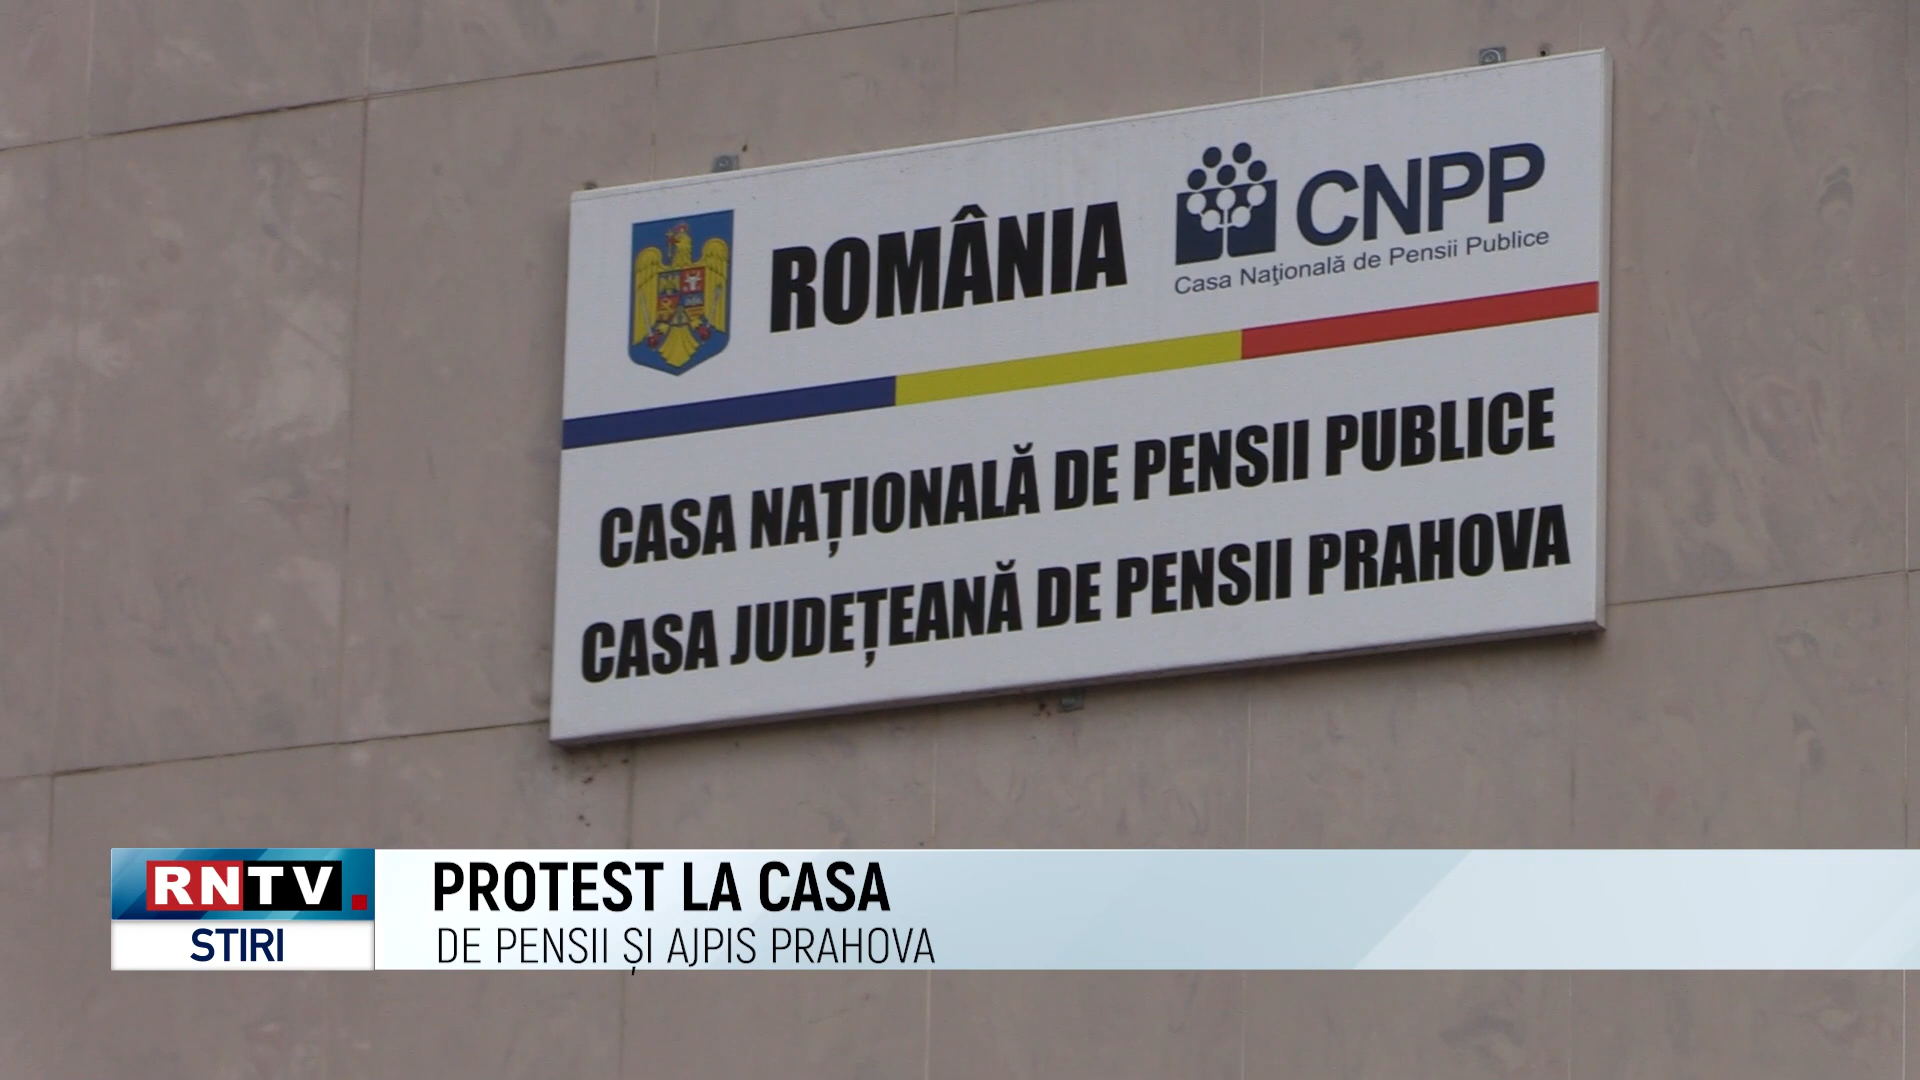 ROMÂNIA
CNPP
Casa Naţională de Pensii Publice
CASA NAȚIONALĂ DE PENSII PUBLICE
CASA JUDEȚEANĂ DE PENSII PRAHOVA
RNTV.
STIRI
PROTEST LA CASA
DE PENSII ȘI AJPIS PRAHOVA